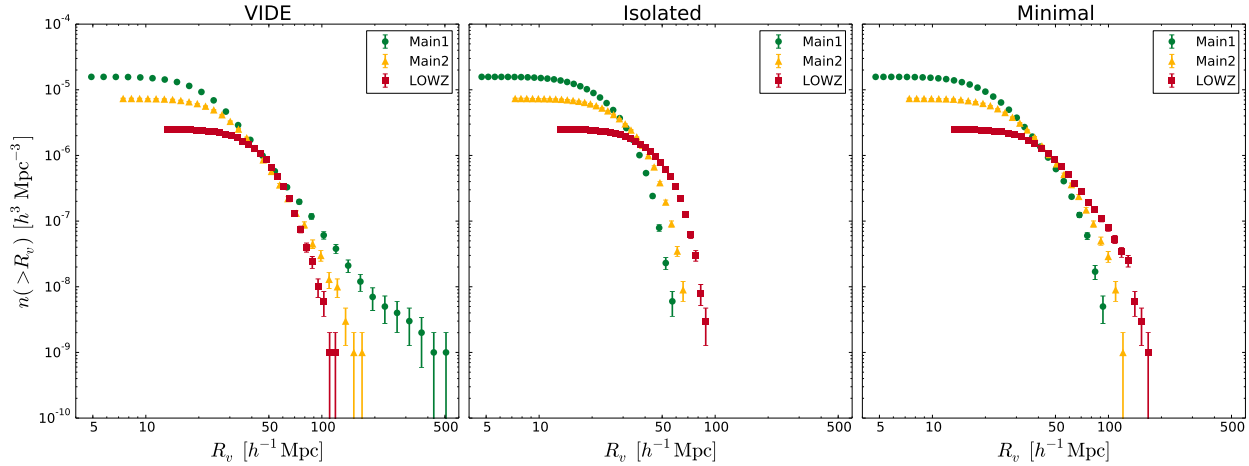 VIDE
Isolated
Minimal
10⁻⁴
10⁻⁵
10⁻⁶
10⁻⁷
10⁻⁸
10⁻⁹
10⁻¹⁰
n(>R_v) [h³ Mpc⁻³]
Main1
Main2
LOWZ
Main1
Main2
LOWZ
Main1
Main2
LOWZ
5 10 50 100 500
5 10 50 100 500
5 10 50 100 500
R_v [h⁻¹ Mpc]
R_v [h⁻¹ Mpc]
R_v [h⁻¹ Mpc]